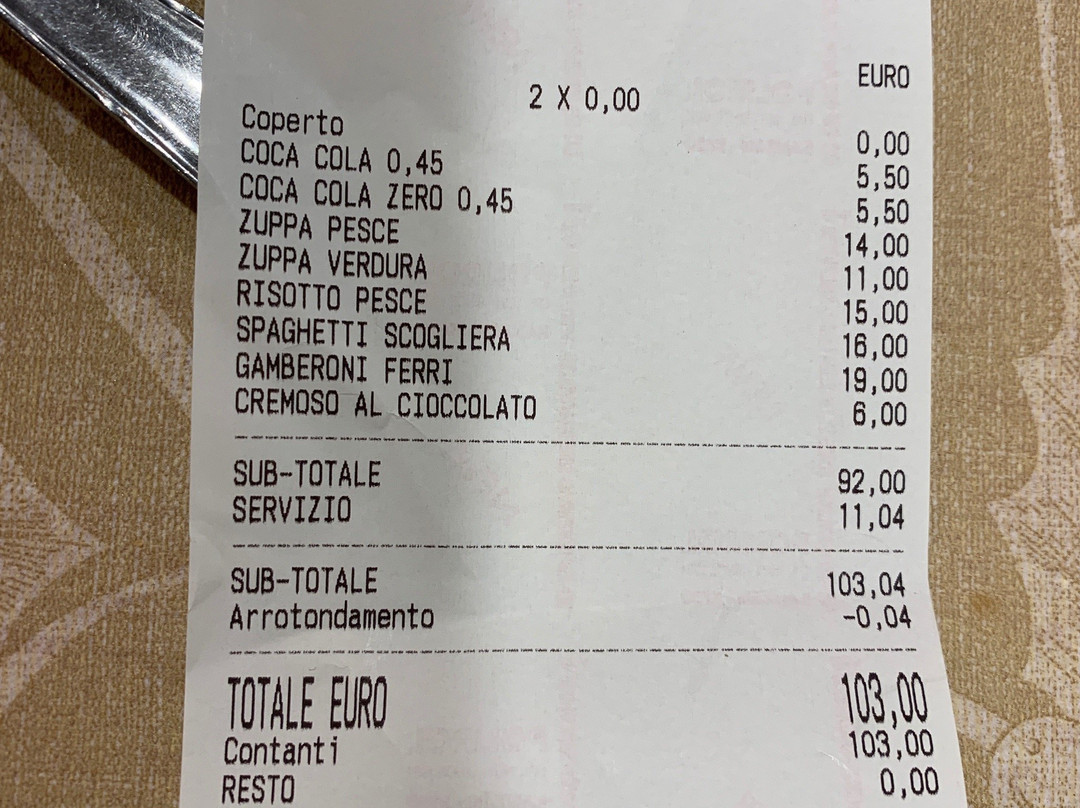 EURO
2 X 0,00
Coperto 0,00
COCA COLA 0,45 5,50
COCA COLA ZERO 0,45 5,50
ZUPPA PESCE 14,00
ZUPPA VERDURA 11,00
RISOTTO PESCE 15,00
SPAGHETTI SCOGLIERA 16,00
GAMBERONI FERRI 19,00
CREMOSO AL CIOCCOLATO 6,00
SUB-TOTALE 92,00
SERVIZIO 11,04
SUB-TOTALE 103,04
Arrotondamento -0,04
TOTALE EURO 103,00
Contanti 103,00
RESTO 0,00